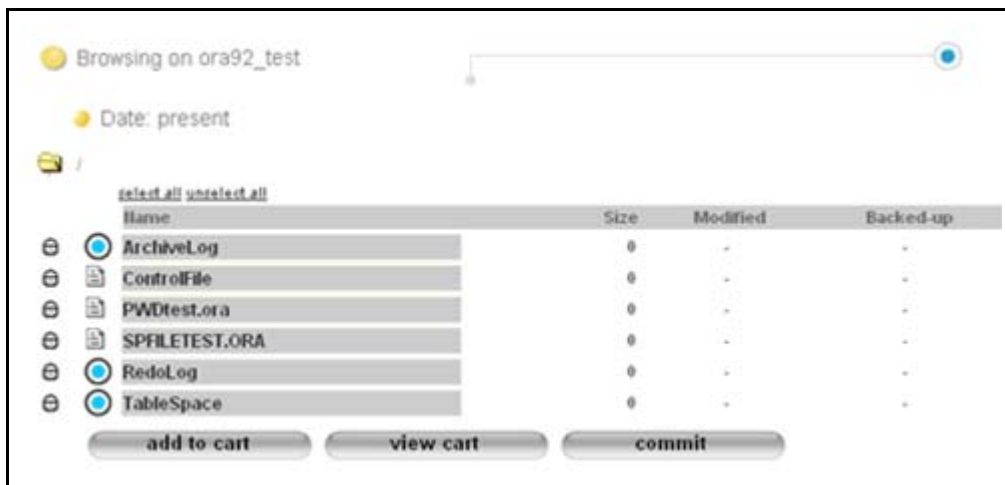 Browsing on ora92_test
Date: present
/
select all unselect all
Name Size Modified Backed-up
ArchiveLog 0 - -
ControlFile 0 - -
PWDtest.ora 0 - -
SPFILETEST.ORA 0 - -
RedoLog 0 - -
TableSpace 0 - -
add to cart view cart commit